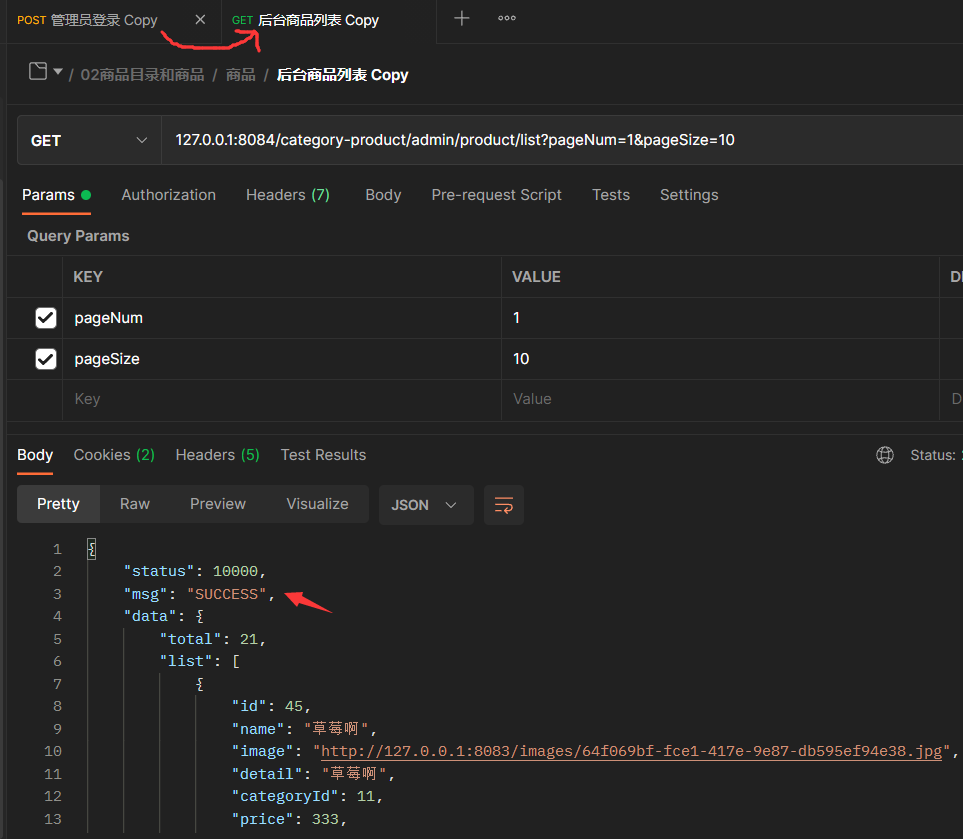 POST 管理员登录 Copy GET 后台商品列表 Copy
/ 02商品目录和商品 / 商品 / 后台商品列表 Copy
GET 127.0.0.1:8084/category-product/admin/product/list?pageNum=1&pageSize=10
Params Authorization Headers (7) Body Pre-request Script Tests Settings
Query Params
KEY VALUE
pageNum 1
pageSize 10
Key Value
Body Cookies (2) Headers (5) Test Results Status:
Pretty Raw Preview Visualize JSON
1 {
2 "status": 10000,
3 "msg": "SUCCESS",
4 "data": {
5 "total": 21,
6 "list": [
7 {
8 "id": 45,
9 "name": "草莓啊",
10 "image": "http://127.0.0.1:8083/images/64f069bf-fce1-417e-9e87-db595ef94e38.jpg",
11 "detail": "草莓啊",
12 "categoryId": 11,
13 "price": 333,